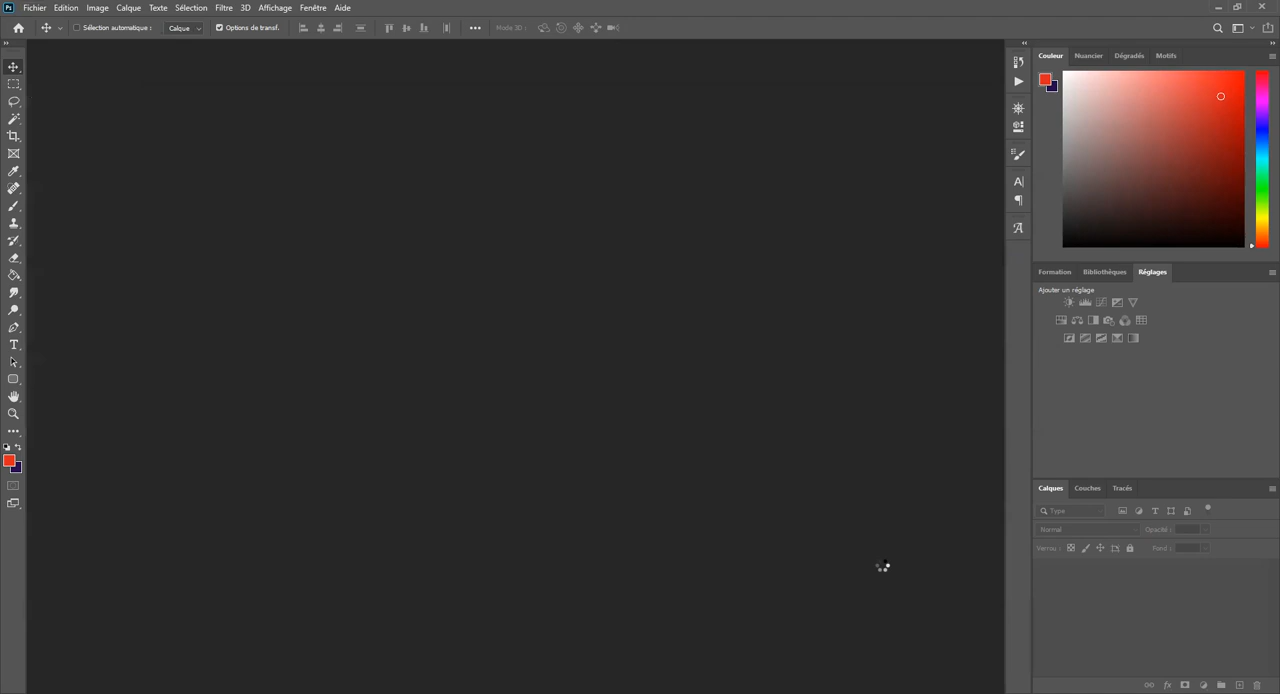 Ps Fichier Edition Image Calque Texte Sélection Filtre 3D Affichage Fenêtre Aide
Sélection automatique : Calque Options de transf. Mode 3D :
Couleur Nuancier Dégradés Motifs
Formation Bibliothèques Réglages
Ajouter un réglage
Calques Couches Tracés
Type
Normal Opacité :
Verrou : Fond :